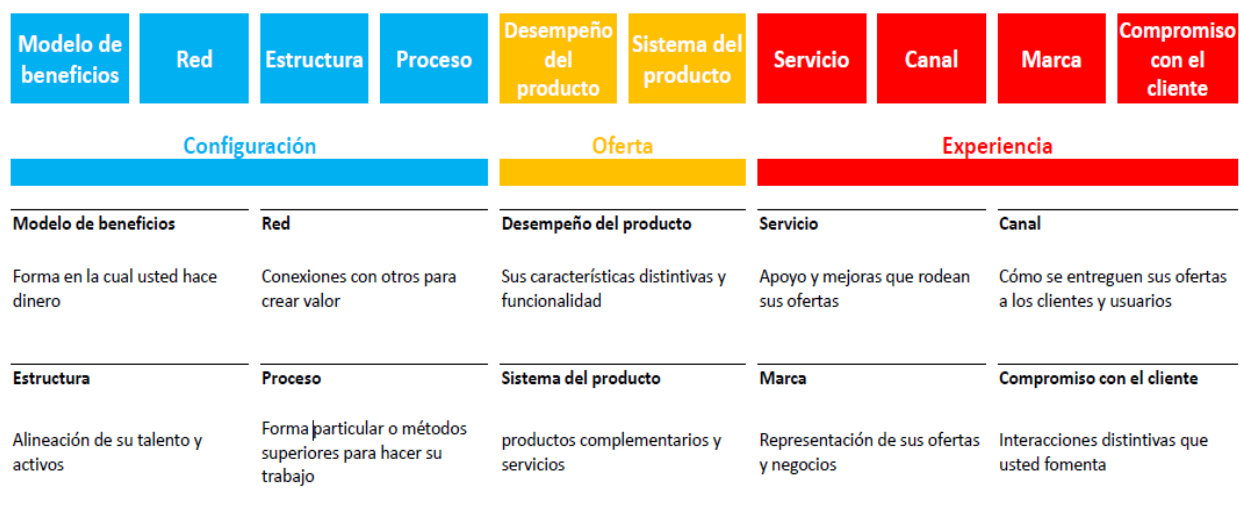 Modelo de
beneficios
Red
Estructura
Proceso
Desempeño
del
producto
Sistema del
producto
Servicio
Canal
Marca
Compromiso
con el
cliente
Configuración
Oferta
Experiencia
Modelo de beneficios
Forma en la cual usted hace
dinero
Red
Conexiones con otros para
crear valor
Desempeño del producto
Sus características distintivas y
funcionalidad
Servicio
Apoyo y mejoras que rodean
sus ofertas
Canal
Cómo se entreguen sus ofertas
a los clientes y usuarios
Estructura
Alineación de su talento y
activos
Proceso
Forma particular o métodos
superiores para hacer su
trabajo
Sistema del producto
productos complementarios y
servicios
Marca
Representación de sus ofertas
y negocios
Compromiso con el cliente
Interacciones distintivas que
usted fomenta